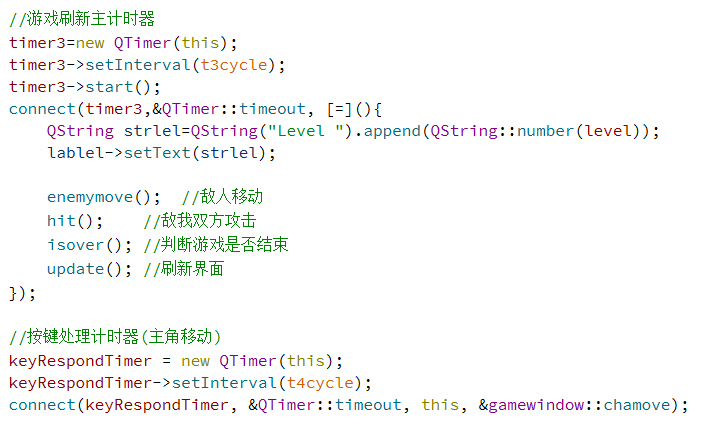 //游戏刷新主计时器
timer3=new QTimer(this);
timer3->setInterval(t3cycle);
timer3->start();
connect(timer3,&QTimer::timeout, [=](){
    QString strlel=QString("Level ").append(QString::number(level));
    lablel->setText(strlel);

    enemymove();  //敌人移动
    hit();    //敌我双方攻击
    isover(); //判断游戏是否结束
    update(); //刷新界面
});

//按键处理计时器(主角移动)
keyRespondTimer = new QTimer(this);
keyRespondTimer->setInterval(t4cycle);
connect(keyRespondTimer, &QTimer::timeout, this, &gamewindow::chamove);